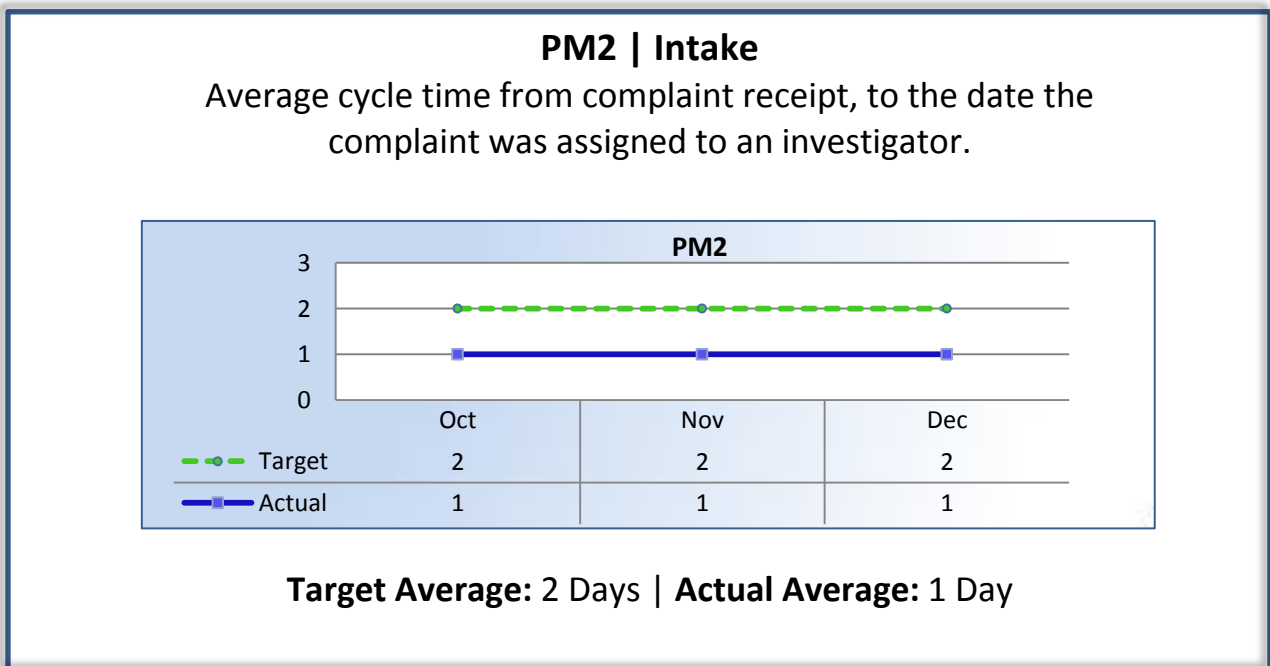 PM2 | Intake
Average cycle time from complaint receipt, to the date the
complaint was assigned to an investigator.
PM2
3
2
1
0
Oct Nov Dec
Target 2 2 2
Actual 1 1 1
Target Average: 2 Days | Actual Average: 1 Day